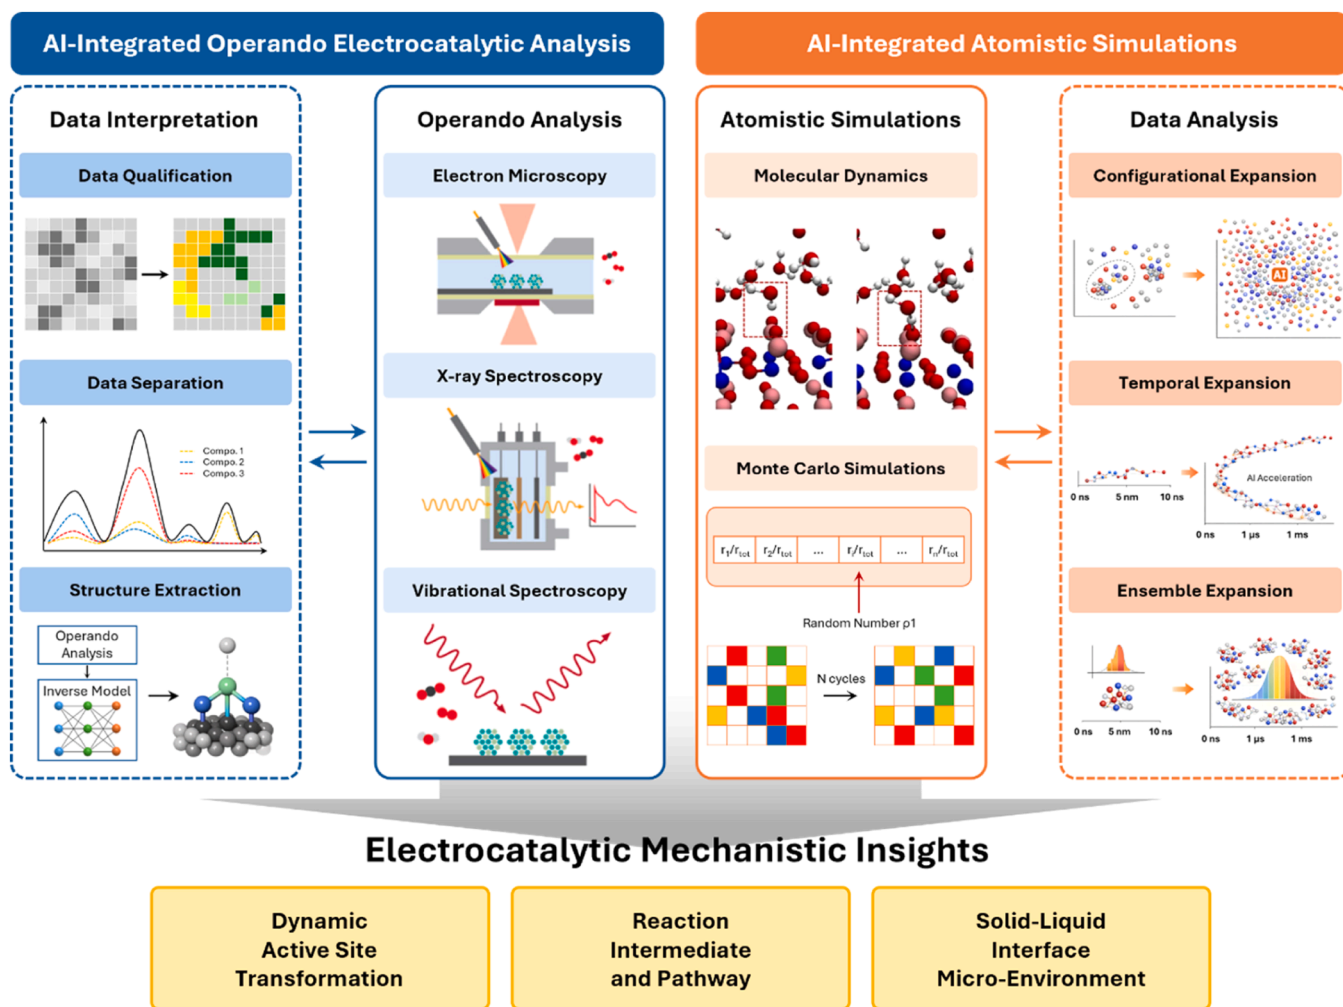 AI-Integrated Operando Electrocatalytic Analysis
AI-Integrated Atomistic Simulations
Data Interpretation
Data Qualification
Data Separation
Compo. 1
Compo. 2
Compo. 3
Structure Extraction
Operando
Analysis
Inverse Model
Operando Analysis
Electron Microscopy
X-ray Spectroscopy
Vibrational Spectroscopy
Atomistic Simulations
Molecular Dynamics
Monte Carlo Simulations
r₁/rₜₒₜ r₂/rₜₒₜ ... rᵢ/rₜₒₜ ... rₙ/rₜₒₜ
Random Number ρ1
N cycles
Data Analysis
Configurational Expansion
AI
Temporal Expansion
AI Acceleration
0 ns 5 nm 10 ns
0 ns 1 µs 1 ms
Ensemble Expansion
0 ns 5 nm 10 ns
0 ns 1 µs 1 ms
Electrocatalytic Mechanistic Insights
Dynamic
Active Site
Transformation
Reaction
Intermediate
and Pathway
Solid-Liquid
Interface
Micro-Environment